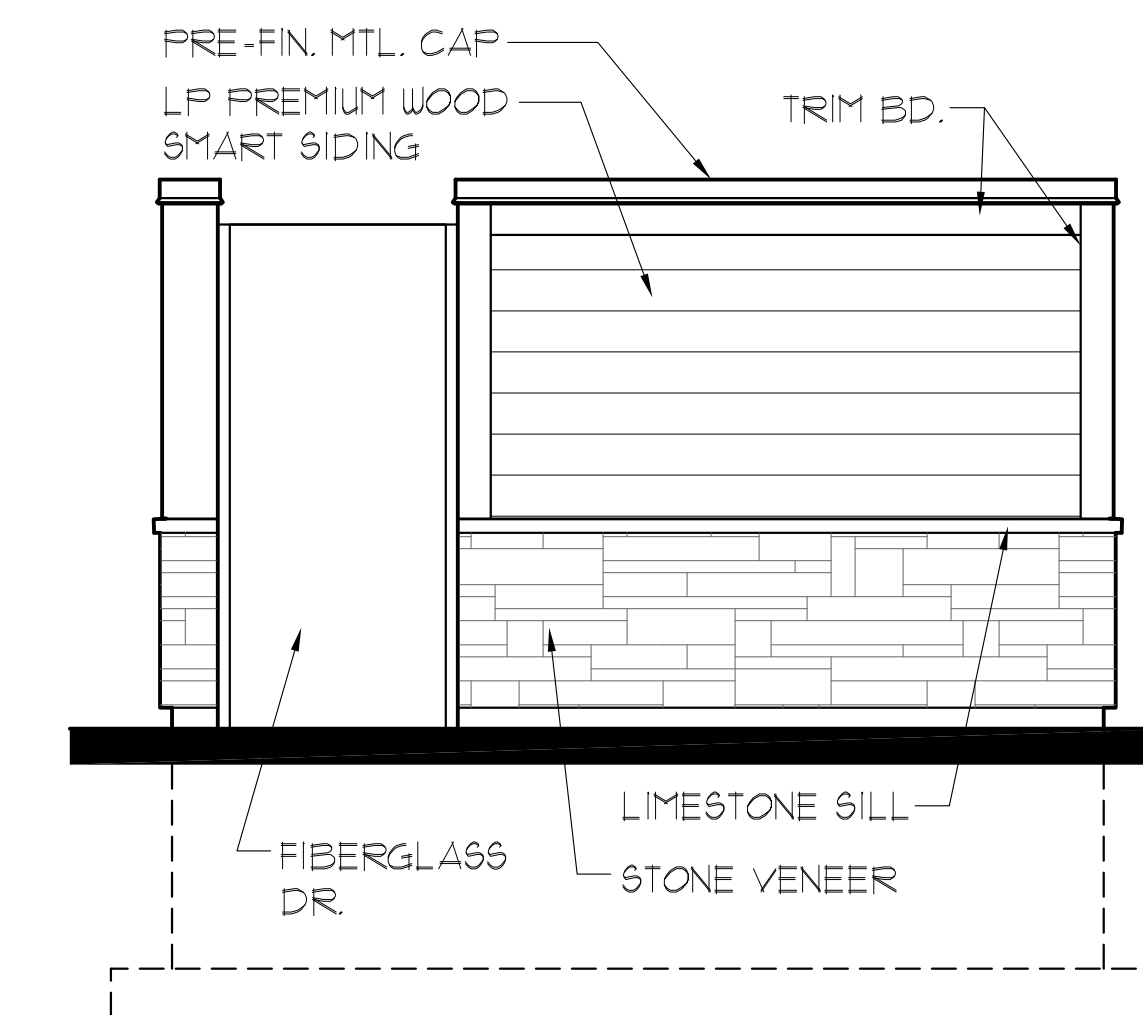 PRE-FIN. MTL. CAP
LP PREMIUM WOOD
SMART SIDING
TRIM BD.
LIMESTONE SILL
FIBERGLASS
DR.
STONE VENEER